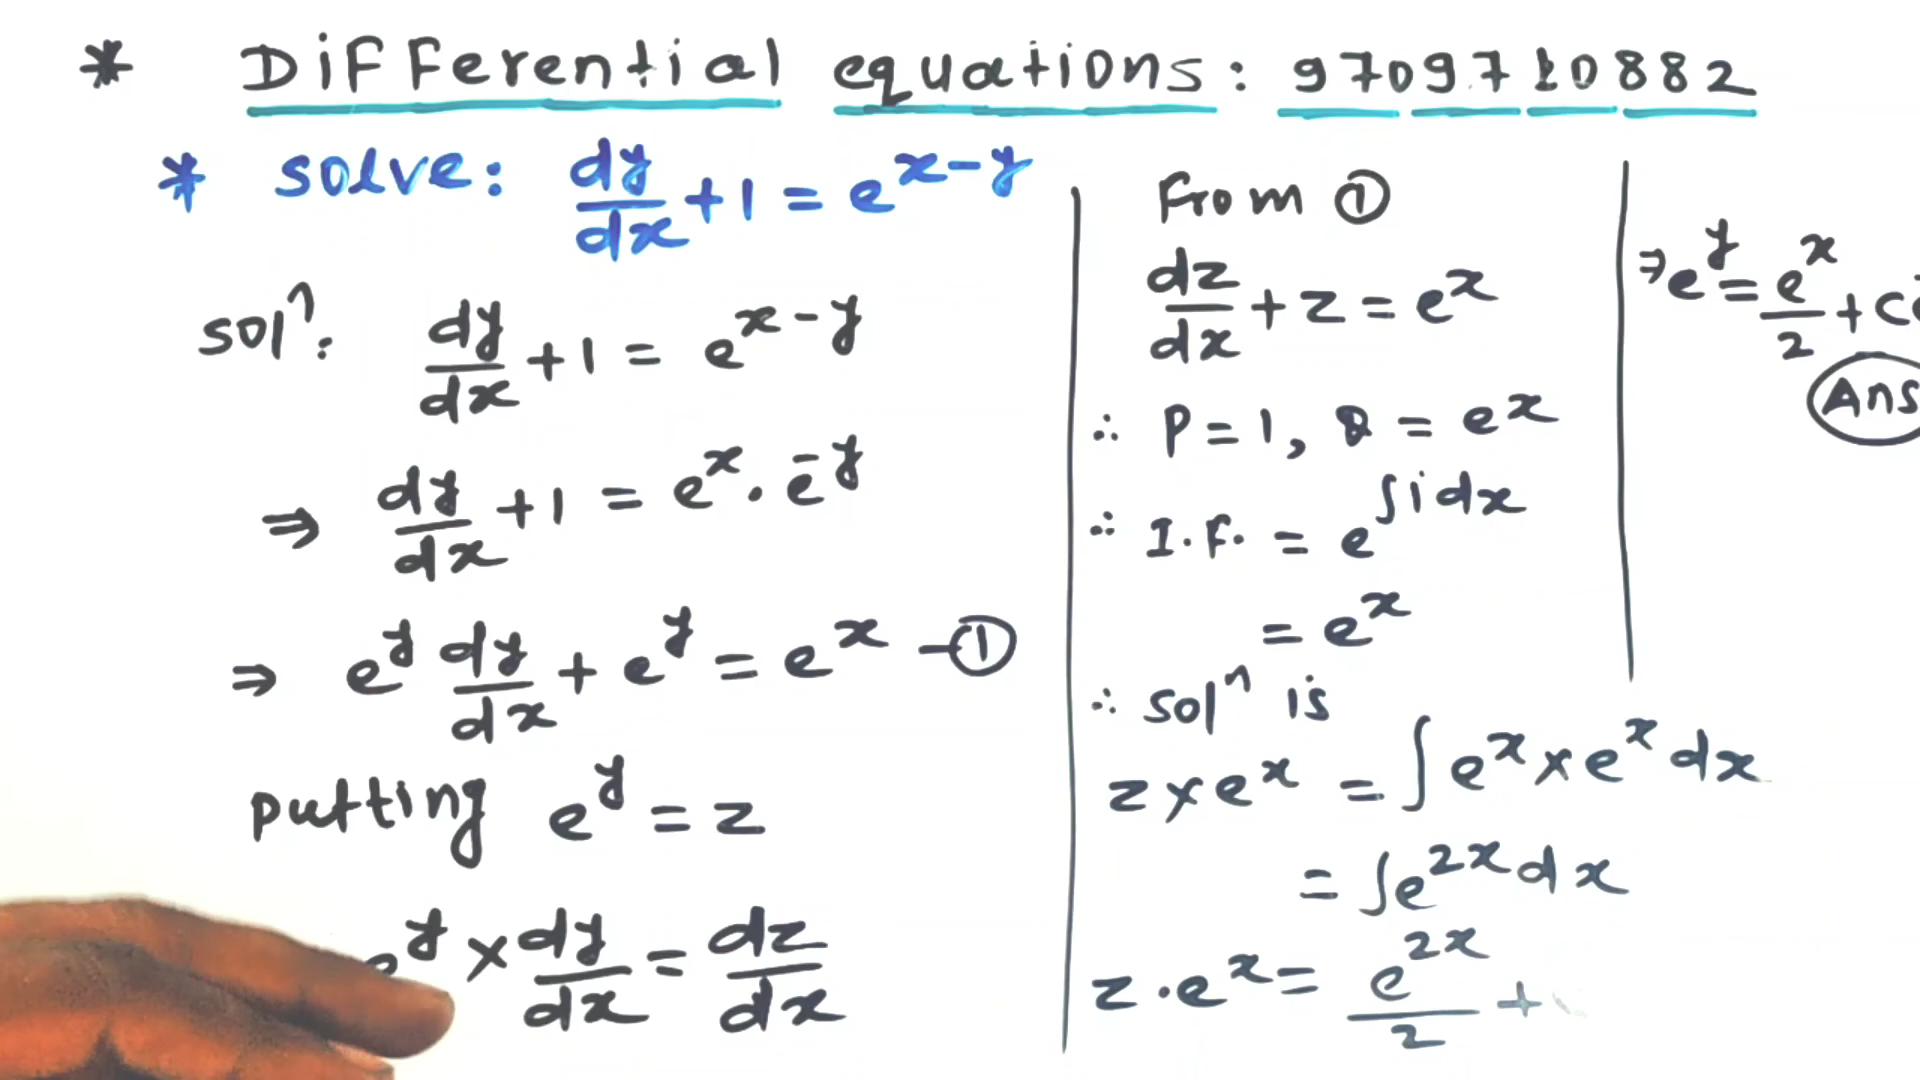 * Differential equations: 9709710882
* solve: dy/dx + 1 = e^(x-y)
solⁿ: dy/dx + 1 = e^(x-y)
⇒ dy/dx + 1 = e^x . e^-y
⇒ e^y dy/dx + e^y = e^x -①
putting e^y = z
e^y × dy/dx = dz/dx
From ①
dz/dx + z = e^x
∴ P = 1, Q = e^x
∴ I.F. = e^∫1dx
= e^x
∴ solⁿ is
z × e^x = ∫ e^x × e^x dx
= ∫e^2x dx
z . e^x = e^2x/2 +
⇒ e^y = e^x/2 + c
Ans